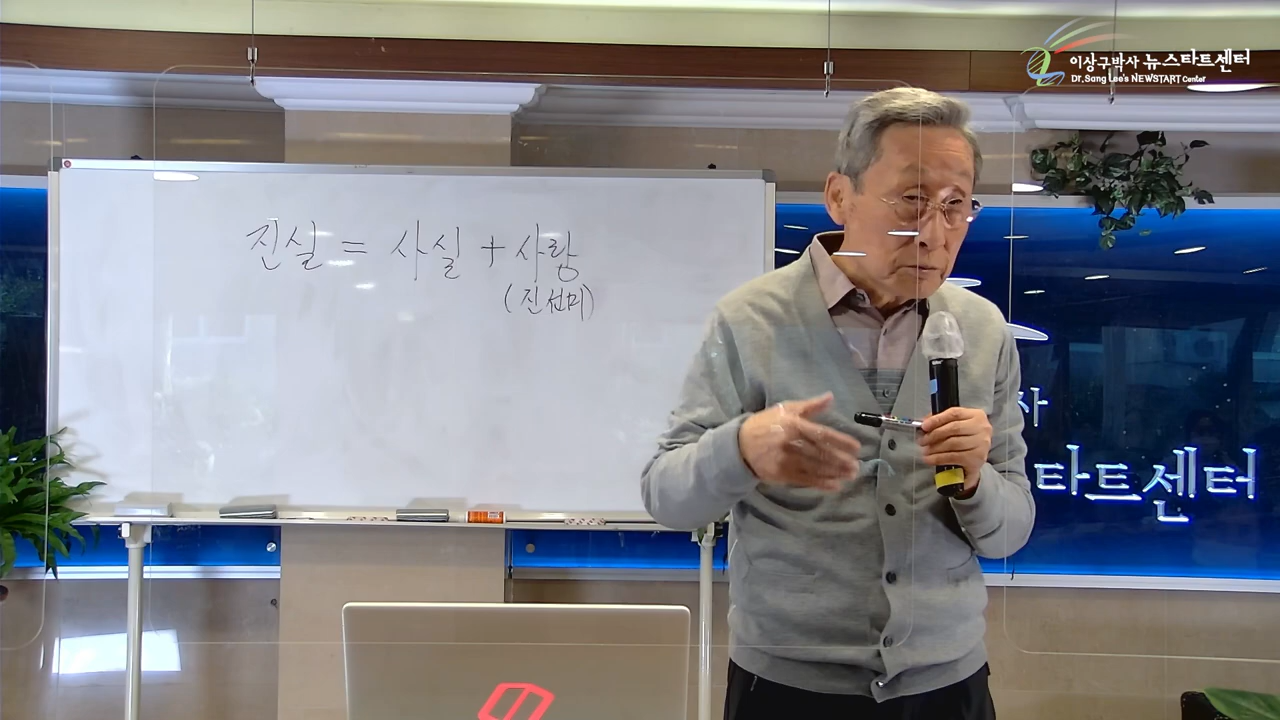 이상구박사 뉴스타트센터
Dr. Sang Lee's NEWSTART Center
진실 = 사실 + 사랑
(진선미)
사
타트센터